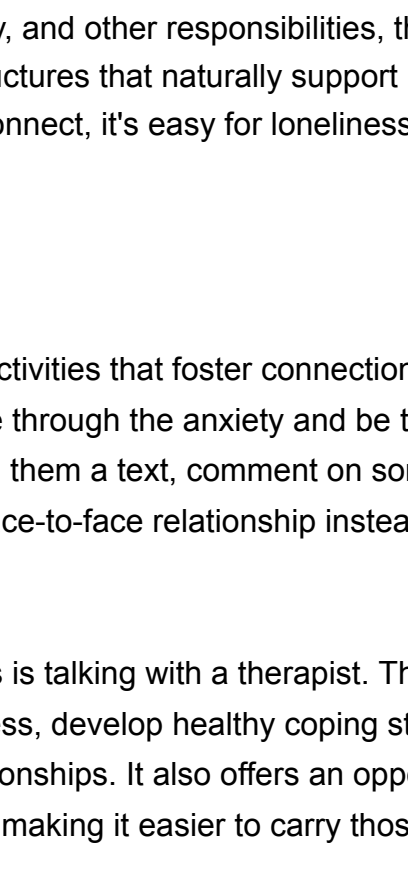 , and other responsibilities, th
uctures that naturally support
onnect, it's easy for loneliness
ctivities that foster connection
e through the anxiety and be t
them a text, comment on so
ce-to-face relationship instea
s is talking with a therapist. Th
ess, develop healthy coping st
onships. It also offers an opp
making it easier to carry thos